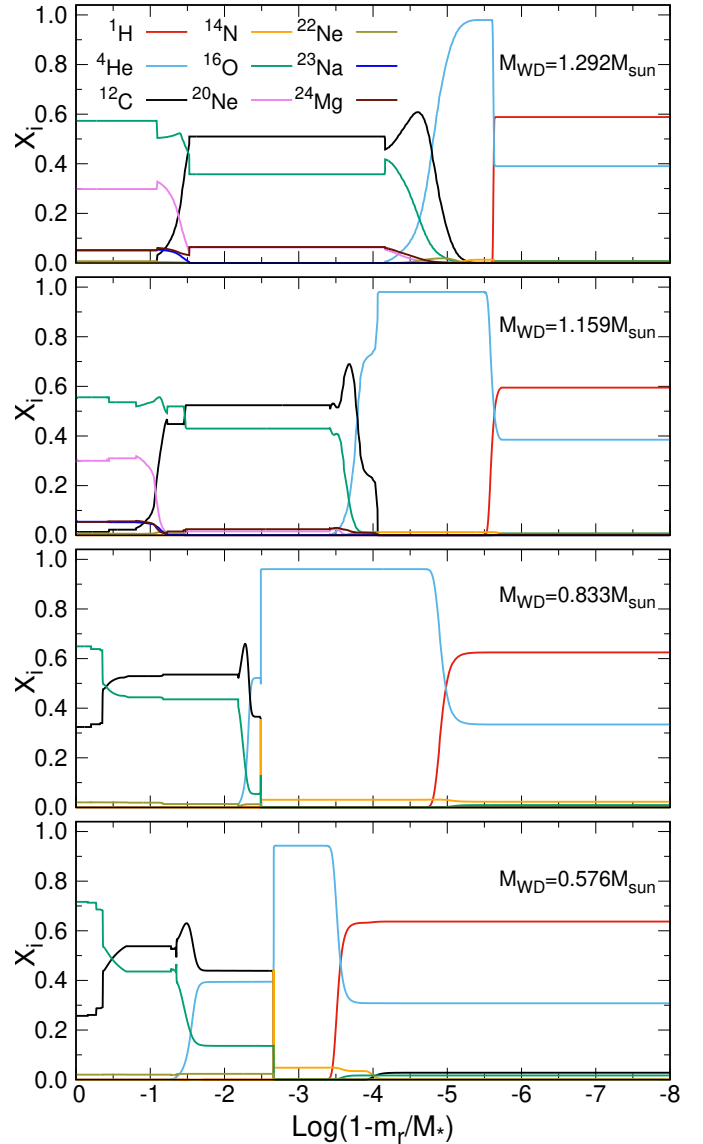 1.0
0.8
0.6
0.4
0.2
0.0
X_i
^1H
^14N
^22Ne
^4He
^16O
^23Na
^12C
^20Ne
^24Mg
M_WD=1.292M_sun
1.0
0.8
0.6
0.4
0.2
0.0
X_i
M_WD=1.159M_sun
1.0
0.8
0.6
0.4
0.2
0.0
X_i
M_WD=0.833M_sun
1.0
0.8
0.6
0.4
0.2
0.0
X_i
M_WD=0.576M_sun
0 -1 -2 -3 -4 -5 -6 -7 -8
Log(1-m_r/M_*)